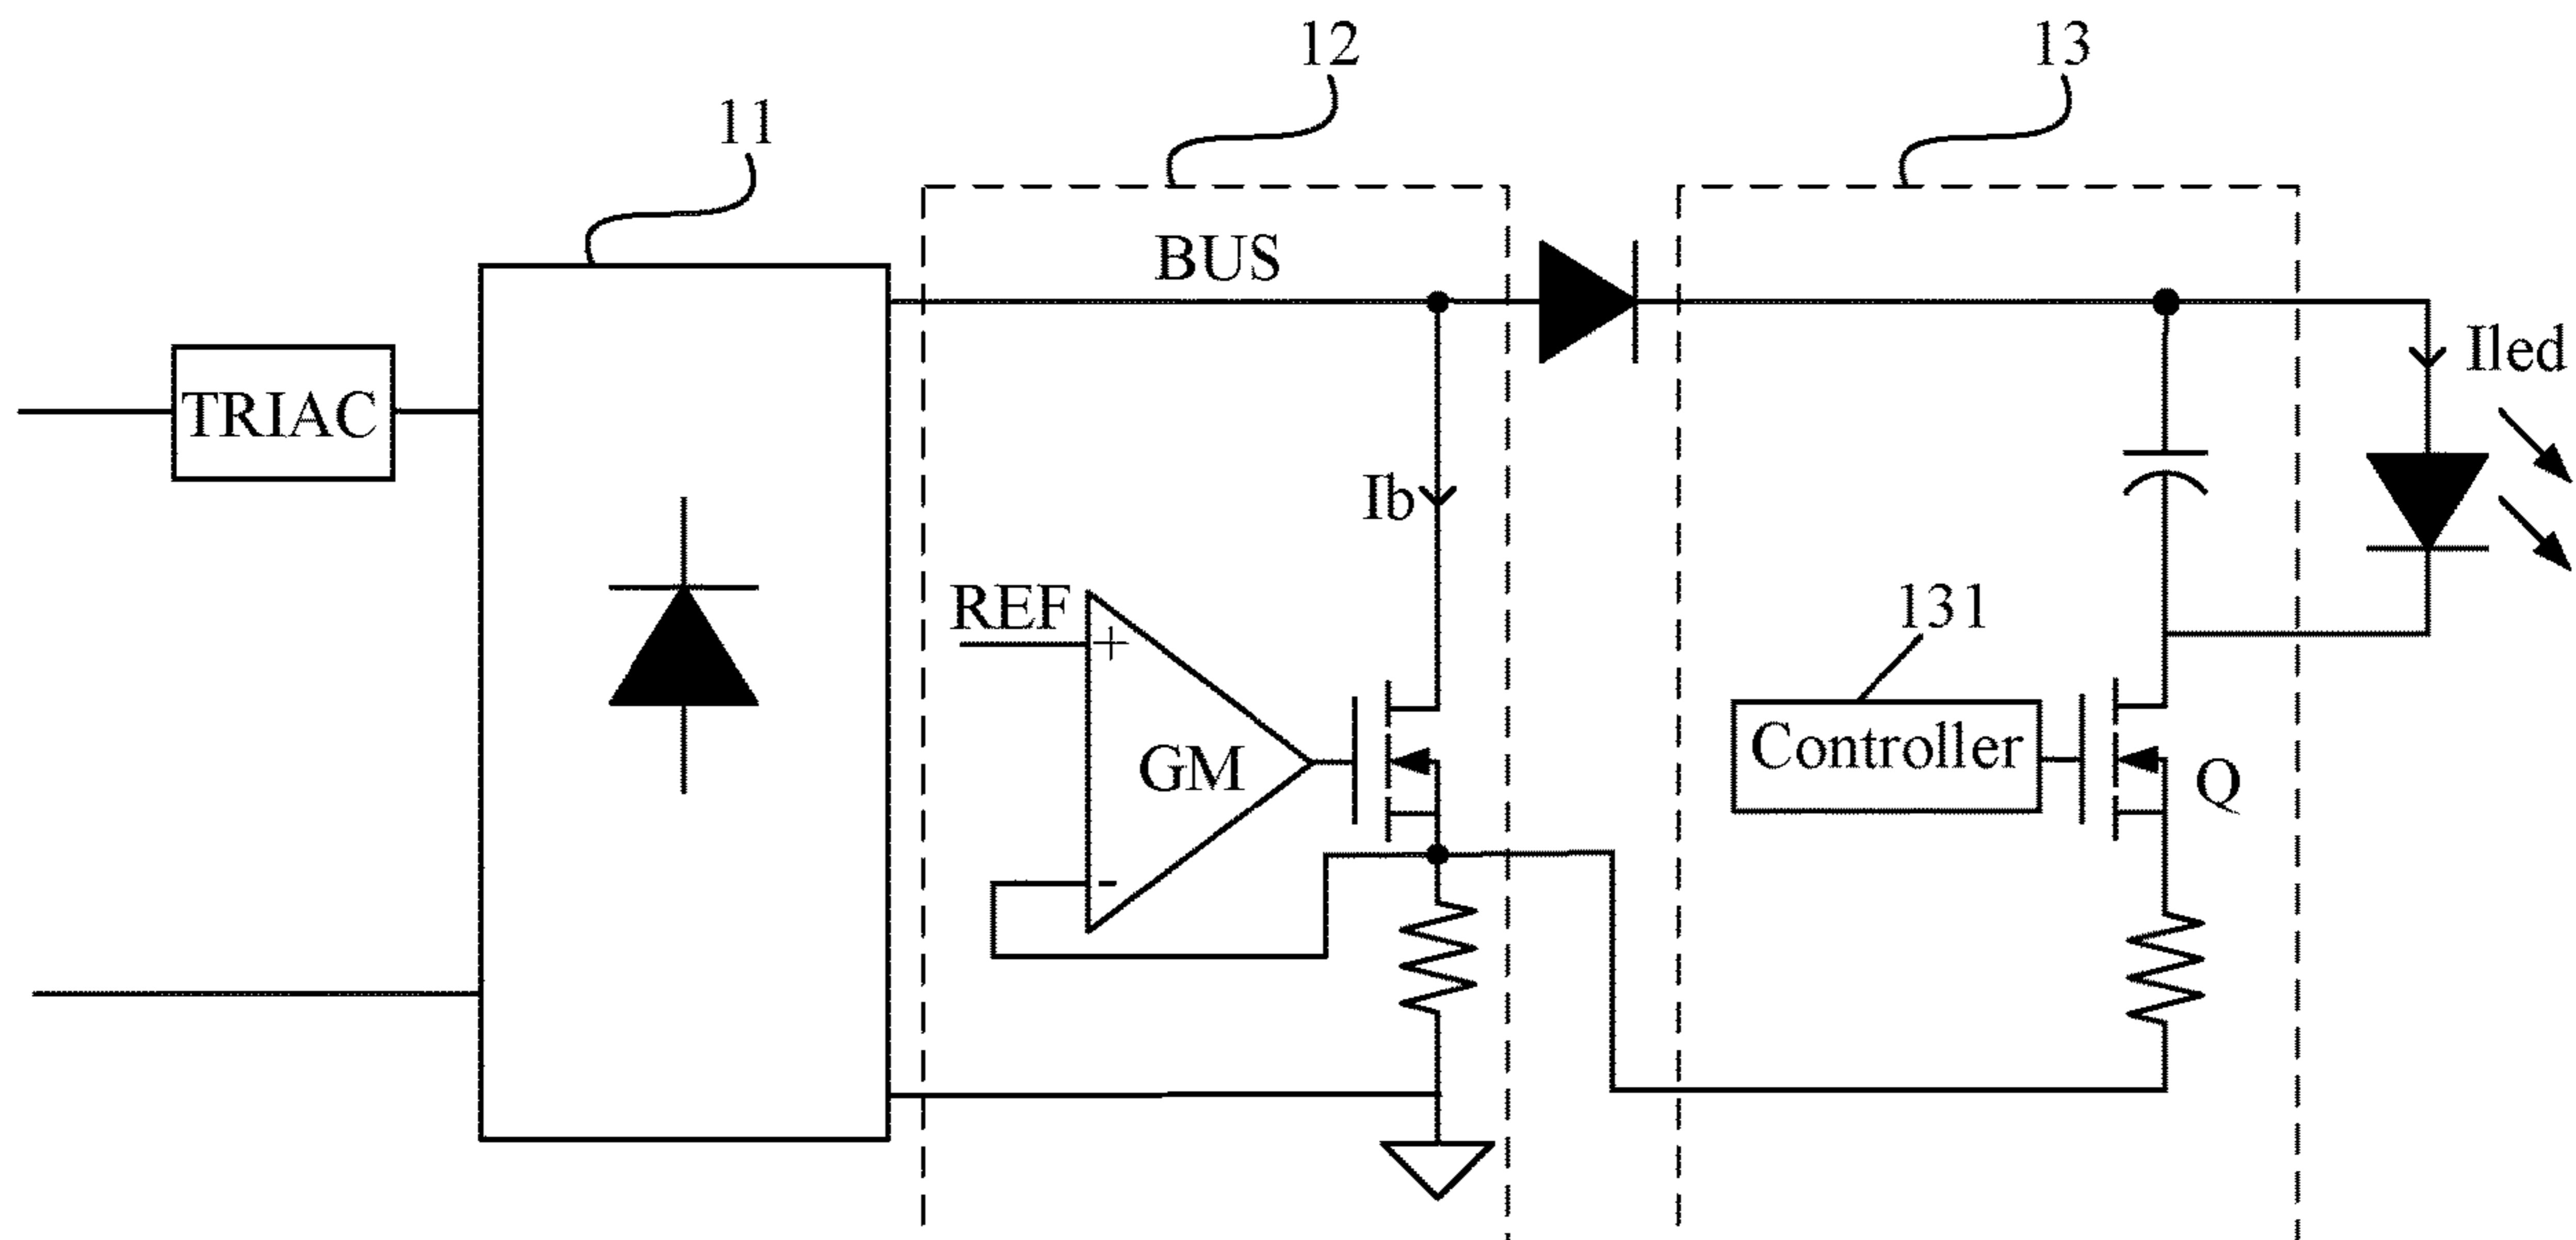 12
13
11
BUS
Iled
TRIAC
Ib
REF
+
131
GM
Controller
Q
-